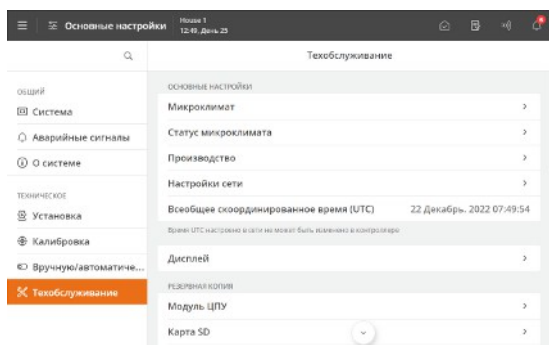 Основные настройки
House 1
12:49, День 25
Техобслуживание
общий
Система
Аварийные сигналы
О системе
ТЕХНИЧЕСКОЕ
Установка
Калибровка
Вручную/автоматиче...
Техобслуживание
ОСНОВНЫЕ НАСТРОЙКИ
Микроклимат
Статус микроклимата
Производство
Настройки сети
Всеобщее скоординированное время (UTC) 22 Декабрь. 2022 07:49:54
Время UTC настроено в сети не может быть изменено в контроллере
Дисплей
РЕЗЕРВНАЯ КОПИЯ
Модуль ЦПУ
Карта SD